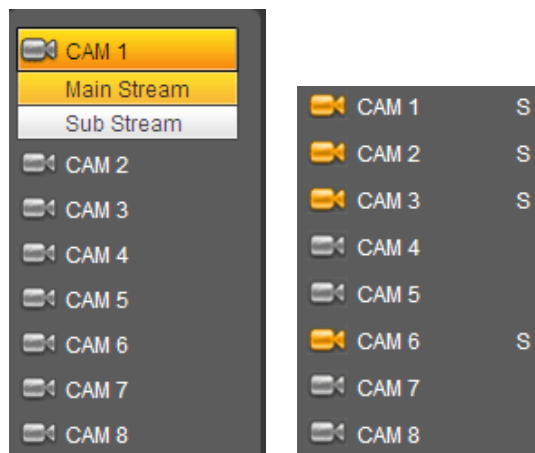 CAM 1
Main Stream
Sub Stream
CAM 2
CAM 3
CAM 4
CAM 5
CAM 6
CAM 7
CAM 8
CAM 1 S
CAM 2 S
CAM 3 S
CAM 4
CAM 5
CAM 6 S
CAM 7
CAM 8